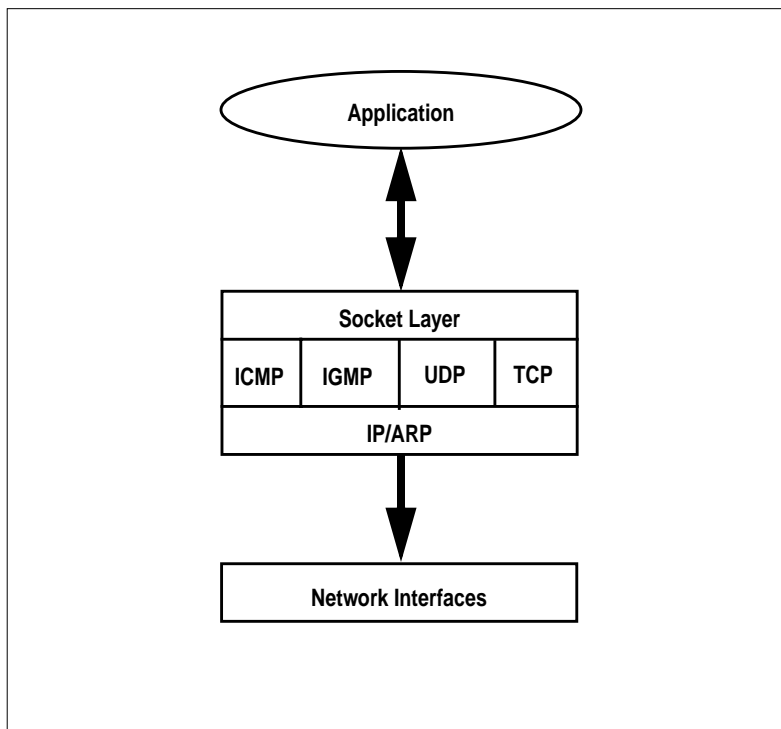 Application
Socket Layer
ICMP IGMP UDP TCP
IP/ARP
Network Interfaces